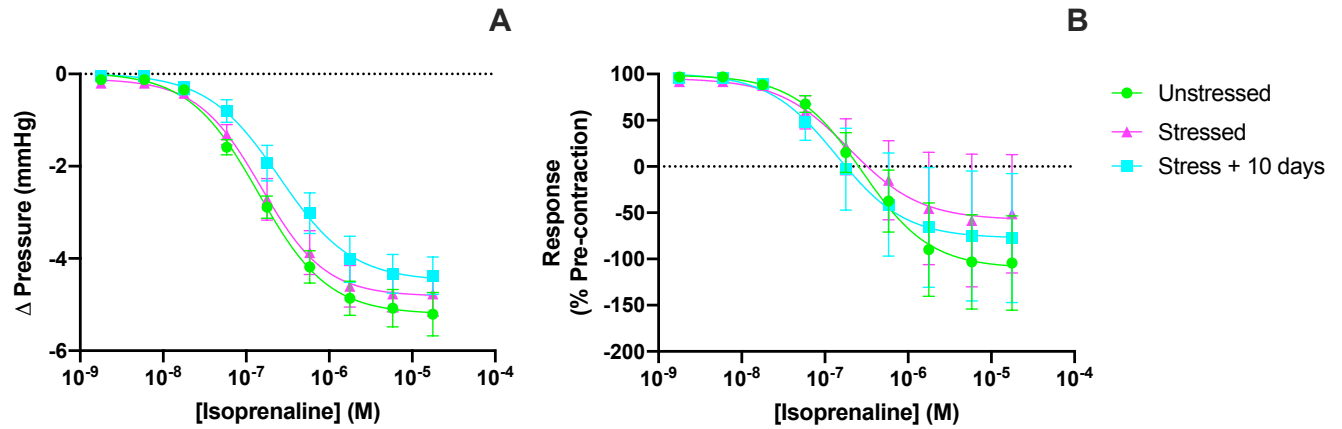 A
Δ Pressure (mmHg)
0
-2
-4
-6
10⁻⁹ 10⁻⁸ 10⁻⁷ 10⁻⁶ 10⁻⁵ 10⁻⁴
[Isoprenaline] (M)
B
Response
(% Pre-contraction)
100
50
0
-50
-100
-150
-200
10⁻⁹ 10⁻⁸ 10⁻⁷ 10⁻⁶ 10⁻⁵ 10⁻⁴
[Isoprenaline] (M)
Unstressed
Stressed
Stress + 10 days